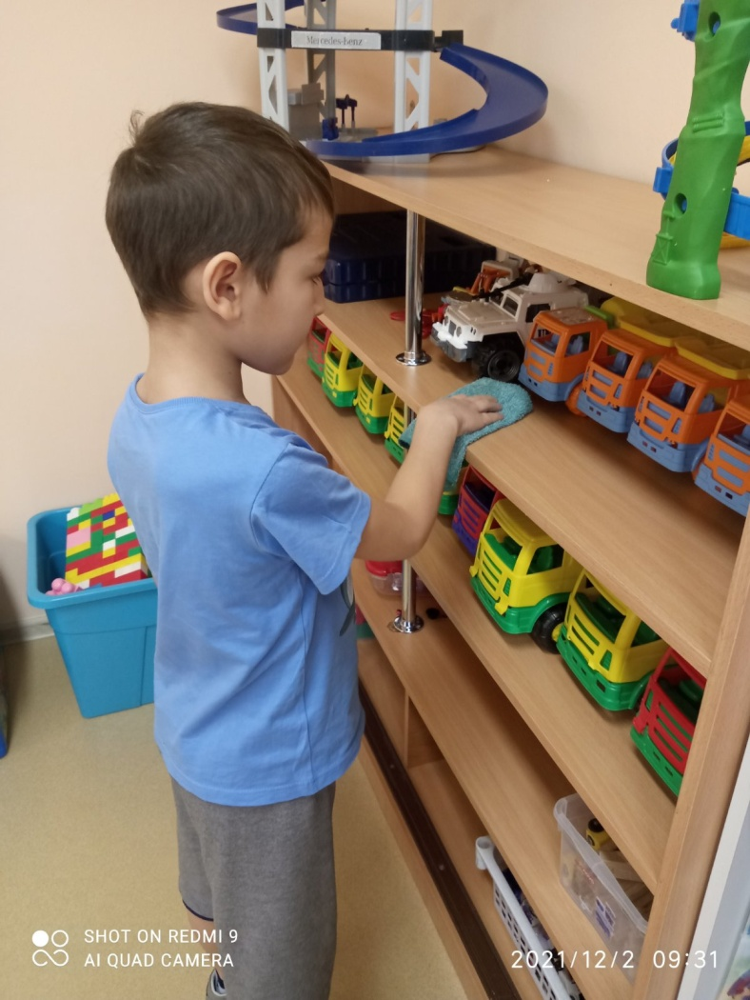 Mercedes-benz
SHOT ON REDMI 9
AI QUAD CAMERA
2021/12/2 09:31